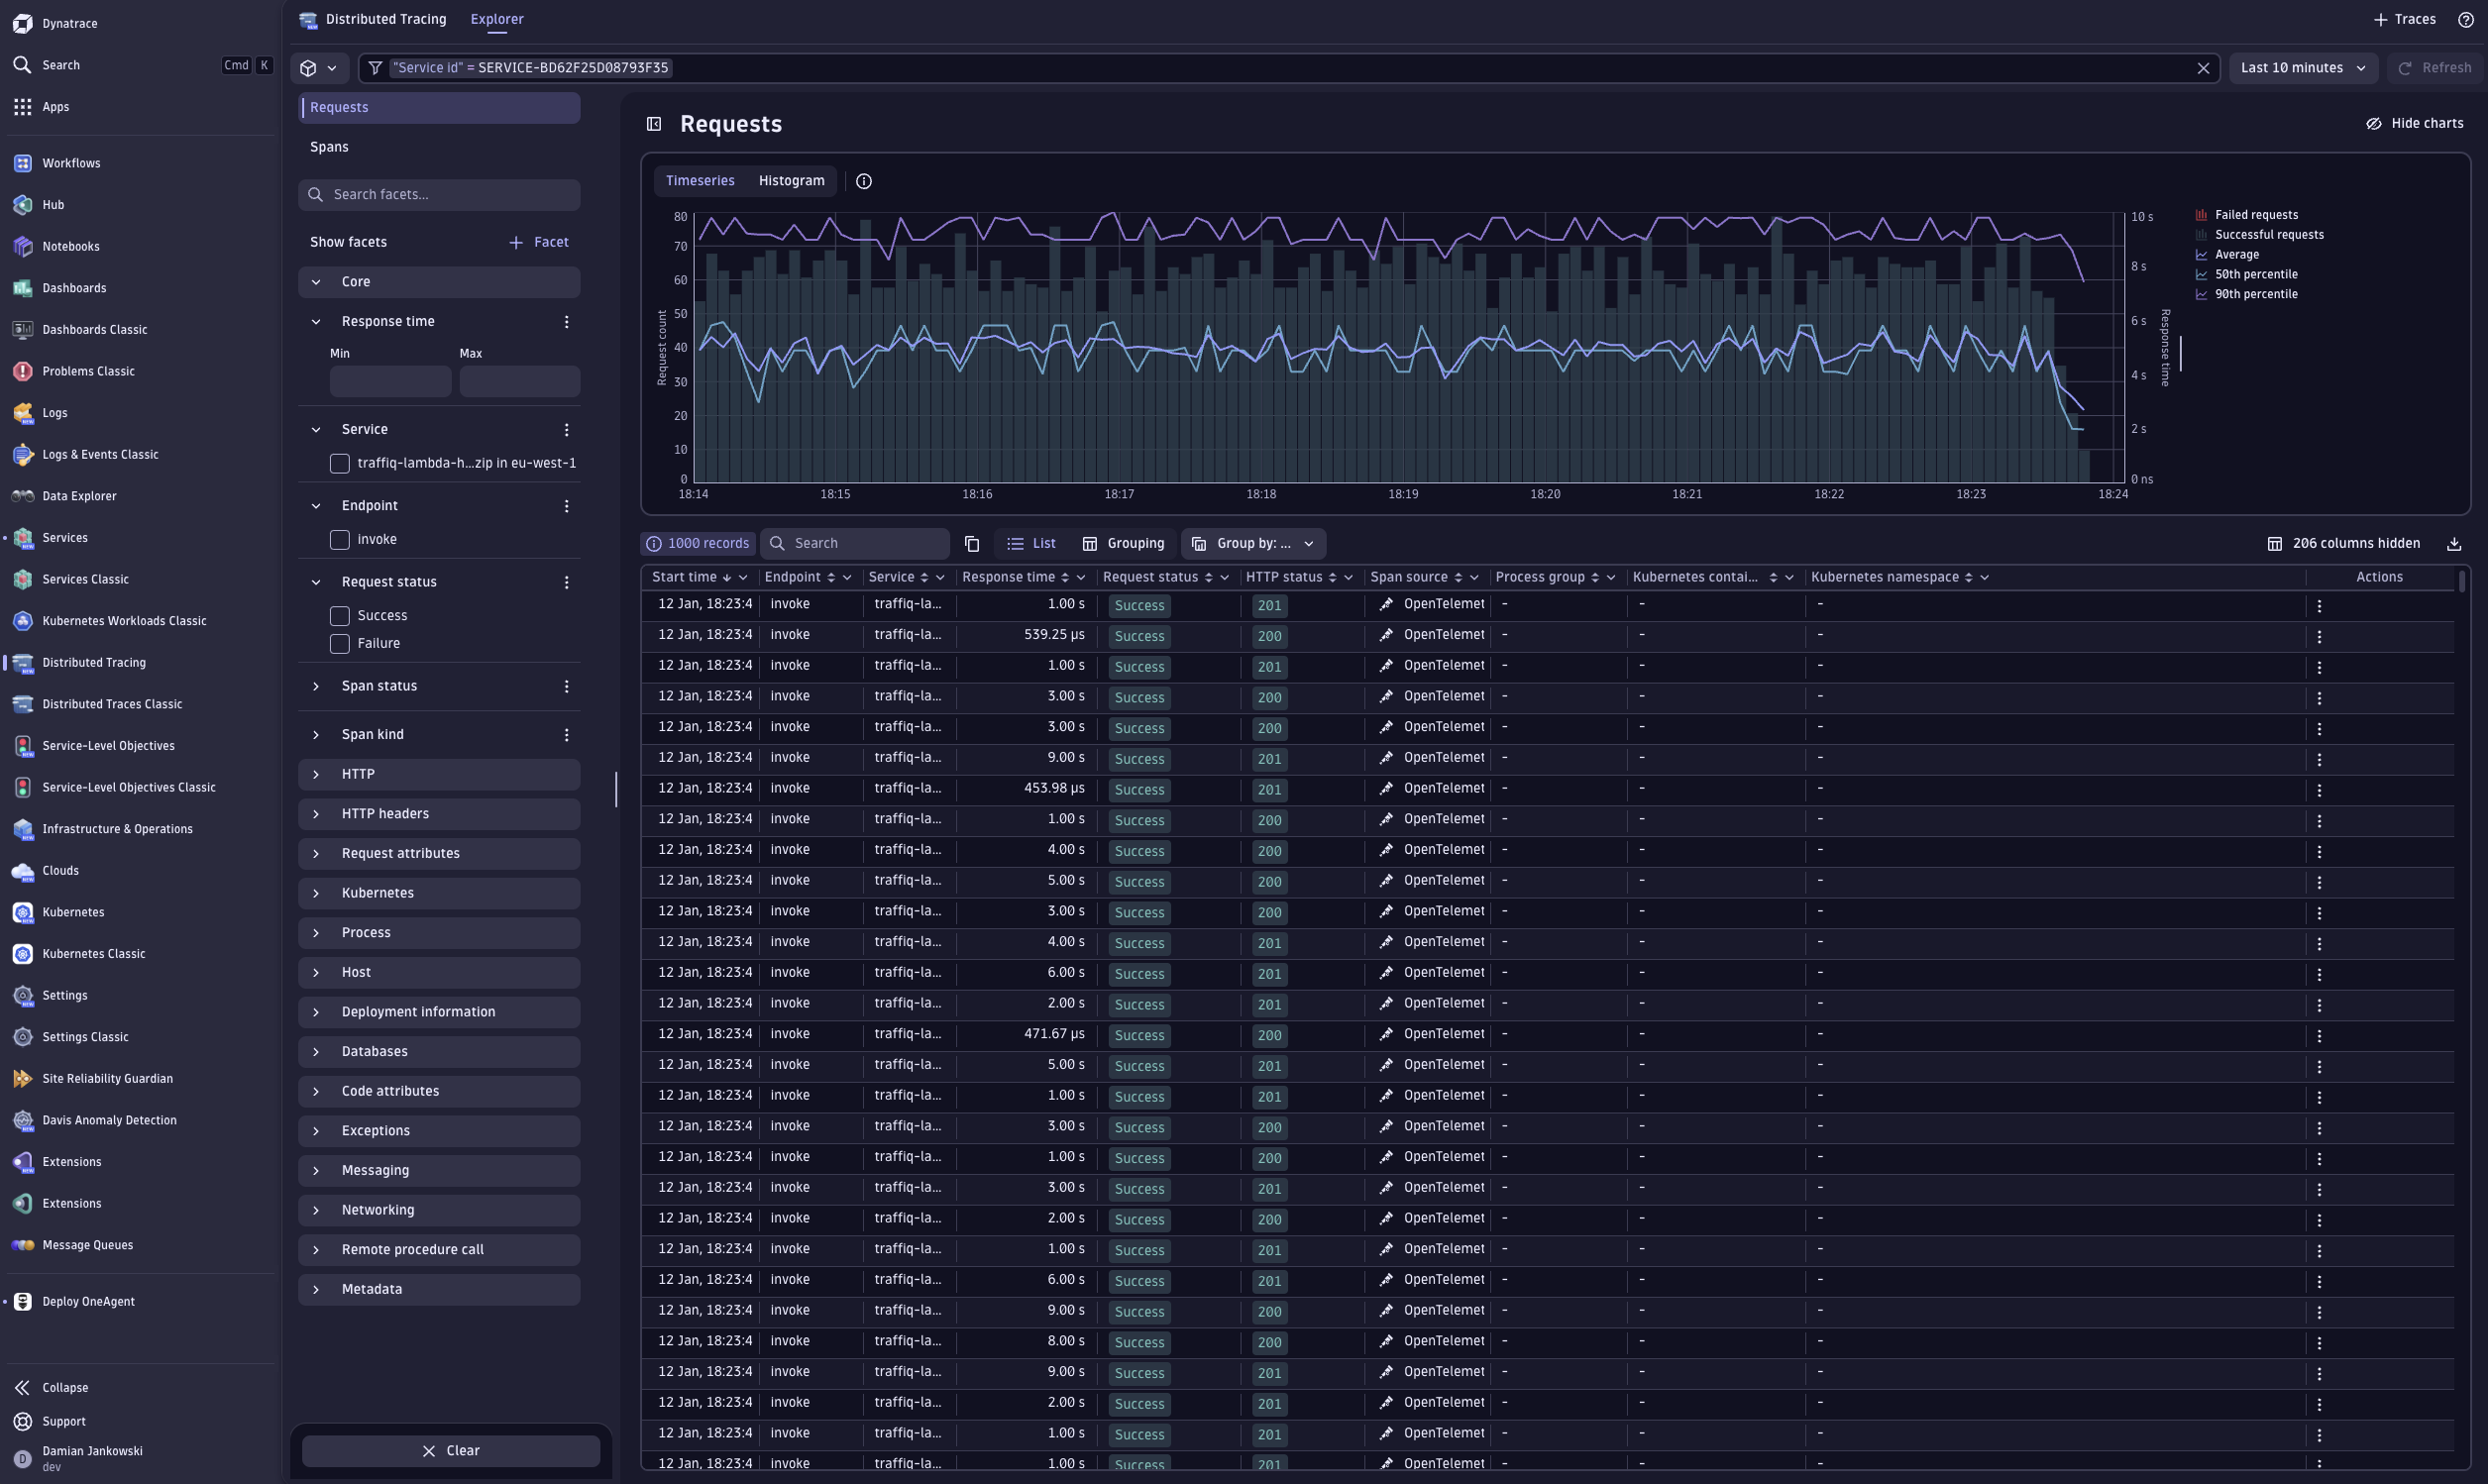 Dynatrace
Search Cmd K
Apps
Workflows
Hub
Notebooks
Dashboards
Dashboards Classic
Problems Classic
Logs
Logs & Events Classic
Data Explorer
Services
Services Classic
Kubernetes Workloads Classic
Distributed Tracing
Distributed Traces Classic
Service-Level Objectives
Service-Level Objectives Classic
Infrastructure & Operations
Clouds
Kubernetes
Kubernetes Classic
Settings
Settings Classic
Site Reliability Guardian
Davis Anomaly Detection
Extensions
Extensions
Message Queues
Deploy OneAgent
Collapse
Support
D Damian Jankowski
dev
Distributed Tracing Explorer
Traces
"Service id" = SERVICE-BD62F25D08793F35
Last 10 minutes Refresh
Requests
Spans
Search facets...
Show facets Facet
Core
Response time
Min Max
Service
traffiq-lambda-h...zip in eu-west-1
Endpoint
invoke
Request status
Success
Failure
Span status
Span kind
HTTP
HTTP headers
Request attributes
Kubernetes
Process
Host
Deployment information
Databases
Code attributes
Exceptions
Messaging
Networking
Remote procedure call
Metadata
Clear
Requests
Hide charts
Timeseries Histogram
Request count
80
70
60
50
40
30
20
10
0
18:14 18:15 18:16 18:17 18:18 18:19 18:20 18:21 18:22 18:23 18:24
10 s
8 s
6 s
4 s
2 s
0 ns
Response time
Failed requests
Successful requests
Average
50th percentile
90th percentile
1000 records Search List Grouping Group by: ... 206 columns hidden
Start time Endpoint Service Response time Request status HTTP status Span source Process group Kubernetes contai... Kubernetes namespace Actions
12 Jan, 18:23:4 invoke traffiq-la... 1.00 s Success 201 OpenTelemet - - -
12 Jan, 18:23:4 invoke traffiq-la... 539.25 µs Success 200 OpenTelemet - - -
12 Jan, 18:23:4 invoke traffiq-la... 1.00 s Success 201 OpenTelemet - - -
12 Jan, 18:23:4 invoke traffiq-la... 3.00 s Success 200 OpenTelemet - - -
12 Jan, 18:23:4 invoke traffiq-la... 3.00 s Success 200 OpenTelemet - - -
12 Jan, 18:23:4 invoke traffiq-la... 9.00 s Success 201 OpenTelemet - - -
12 Jan, 18:23:4 invoke traffiq-la... 453.98 µs Success 201 OpenTelemet - - -
12 Jan, 18:23:4 invoke traffiq-la... 1.00 s Success 200 OpenTelemet - - -
12 Jan, 18:23:4 invoke traffiq-la... 4.00 s Success 200 OpenTelemet - - -
12 Jan, 18:23:4 invoke traffiq-la... 5.00 s Success 200 OpenTelemet - - -
12 Jan, 18:23:4 invoke traffiq-la... 3.00 s Success 200 OpenTelemet - - -
12 Jan, 18:23:4 invoke traffiq-la... 4.00 s Success 201 OpenTelemet - - -
12 Jan, 18:23:4 invoke traffiq-la... 6.00 s Success 201 OpenTelemet - - -
12 Jan, 18:23:4 invoke traffiq-la... 2.00 s Success 201 OpenTelemet - - -
12 Jan, 18:23:4 invoke traffiq-la... 471.67 µs Success 200 OpenTelemet - - -
12 Jan, 18:23:4 invoke traffiq-la... 5.00 s Success 201 OpenTelemet - - -
12 Jan, 18:23:4 invoke traffiq-la... 1.00 s Success 201 OpenTelemet - - -
12 Jan, 18:23:4 invoke traffiq-la... 3.00 s Success 201 OpenTelemet - - -
12 Jan, 18:23:4 invoke traffiq-la... 1.00 s Success 200 OpenTelemet - - -
12 Jan, 18:23:4 invoke traffiq-la... 3.00 s Success 201 OpenTelemet - - -
12 Jan, 18:23:4 invoke traffiq-la... 2.00 s Success 200 OpenTelemet - - -
12 Jan, 18:23:4 invoke traffiq-la... 1.00 s Success 201 OpenTelemet - - -
12 Jan, 18:23:4 invoke traffiq-la... 6.00 s Success 201 OpenTelemet - - -
12 Jan, 18:23:4 invoke traffiq-la... 9.00 s Success 200 OpenTelemet - - -
12 Jan, 18:23:4 invoke traffiq-la... 8.00 s Success 200 OpenTelemet - - -
12 Jan, 18:23:4 invoke traffiq-la... 9.00 s Success 201 OpenTelemet - - -
12 Jan, 18:23:4 invoke traffiq-la... 2.00 s Success 201 OpenTelemet - - -
12 Jan, 18:23:4 invoke traffiq-la... 1.00 s Success 201 OpenTelemet - - -
12 Jan, 18:23:4 invoke traffiq-la... 1.00 s Success 201 OpenTelemet - - -